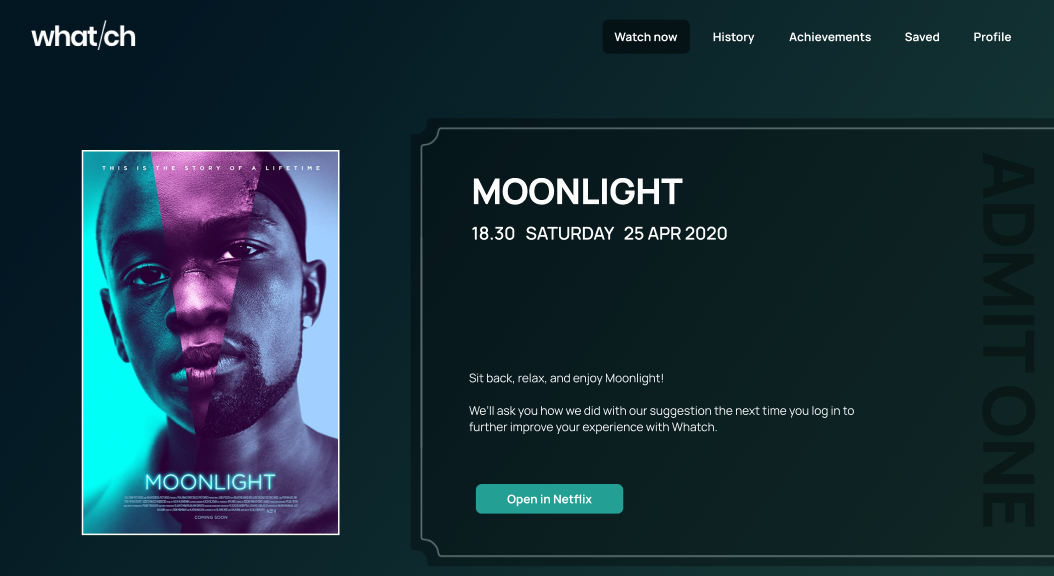 what/ch
Watch now
History
Achievements
Saved
Profile
THIS IS THE STORY OF A LIFETIME
MOONLIGHT
COMING SOON
MOONLIGHT
18.30 SATURDAY 25 APR 2020
Sit back, relax, and enjoy Moonlight!
We'll ask you how we did with our suggestion the next time you log in to
further improve your experience with Whatch.
Open in Netflix
ADMIT ONE